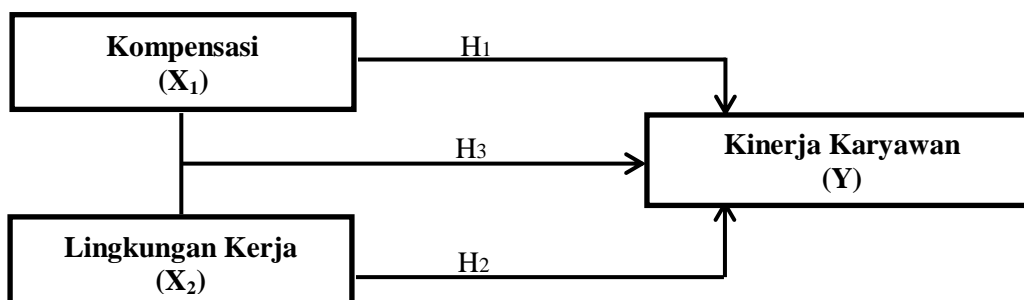 Kompensasi
(X₁)
H1
Kinerja Karyawan
(Y)
H3
Lingkungan Kerja
(X₂)
H2